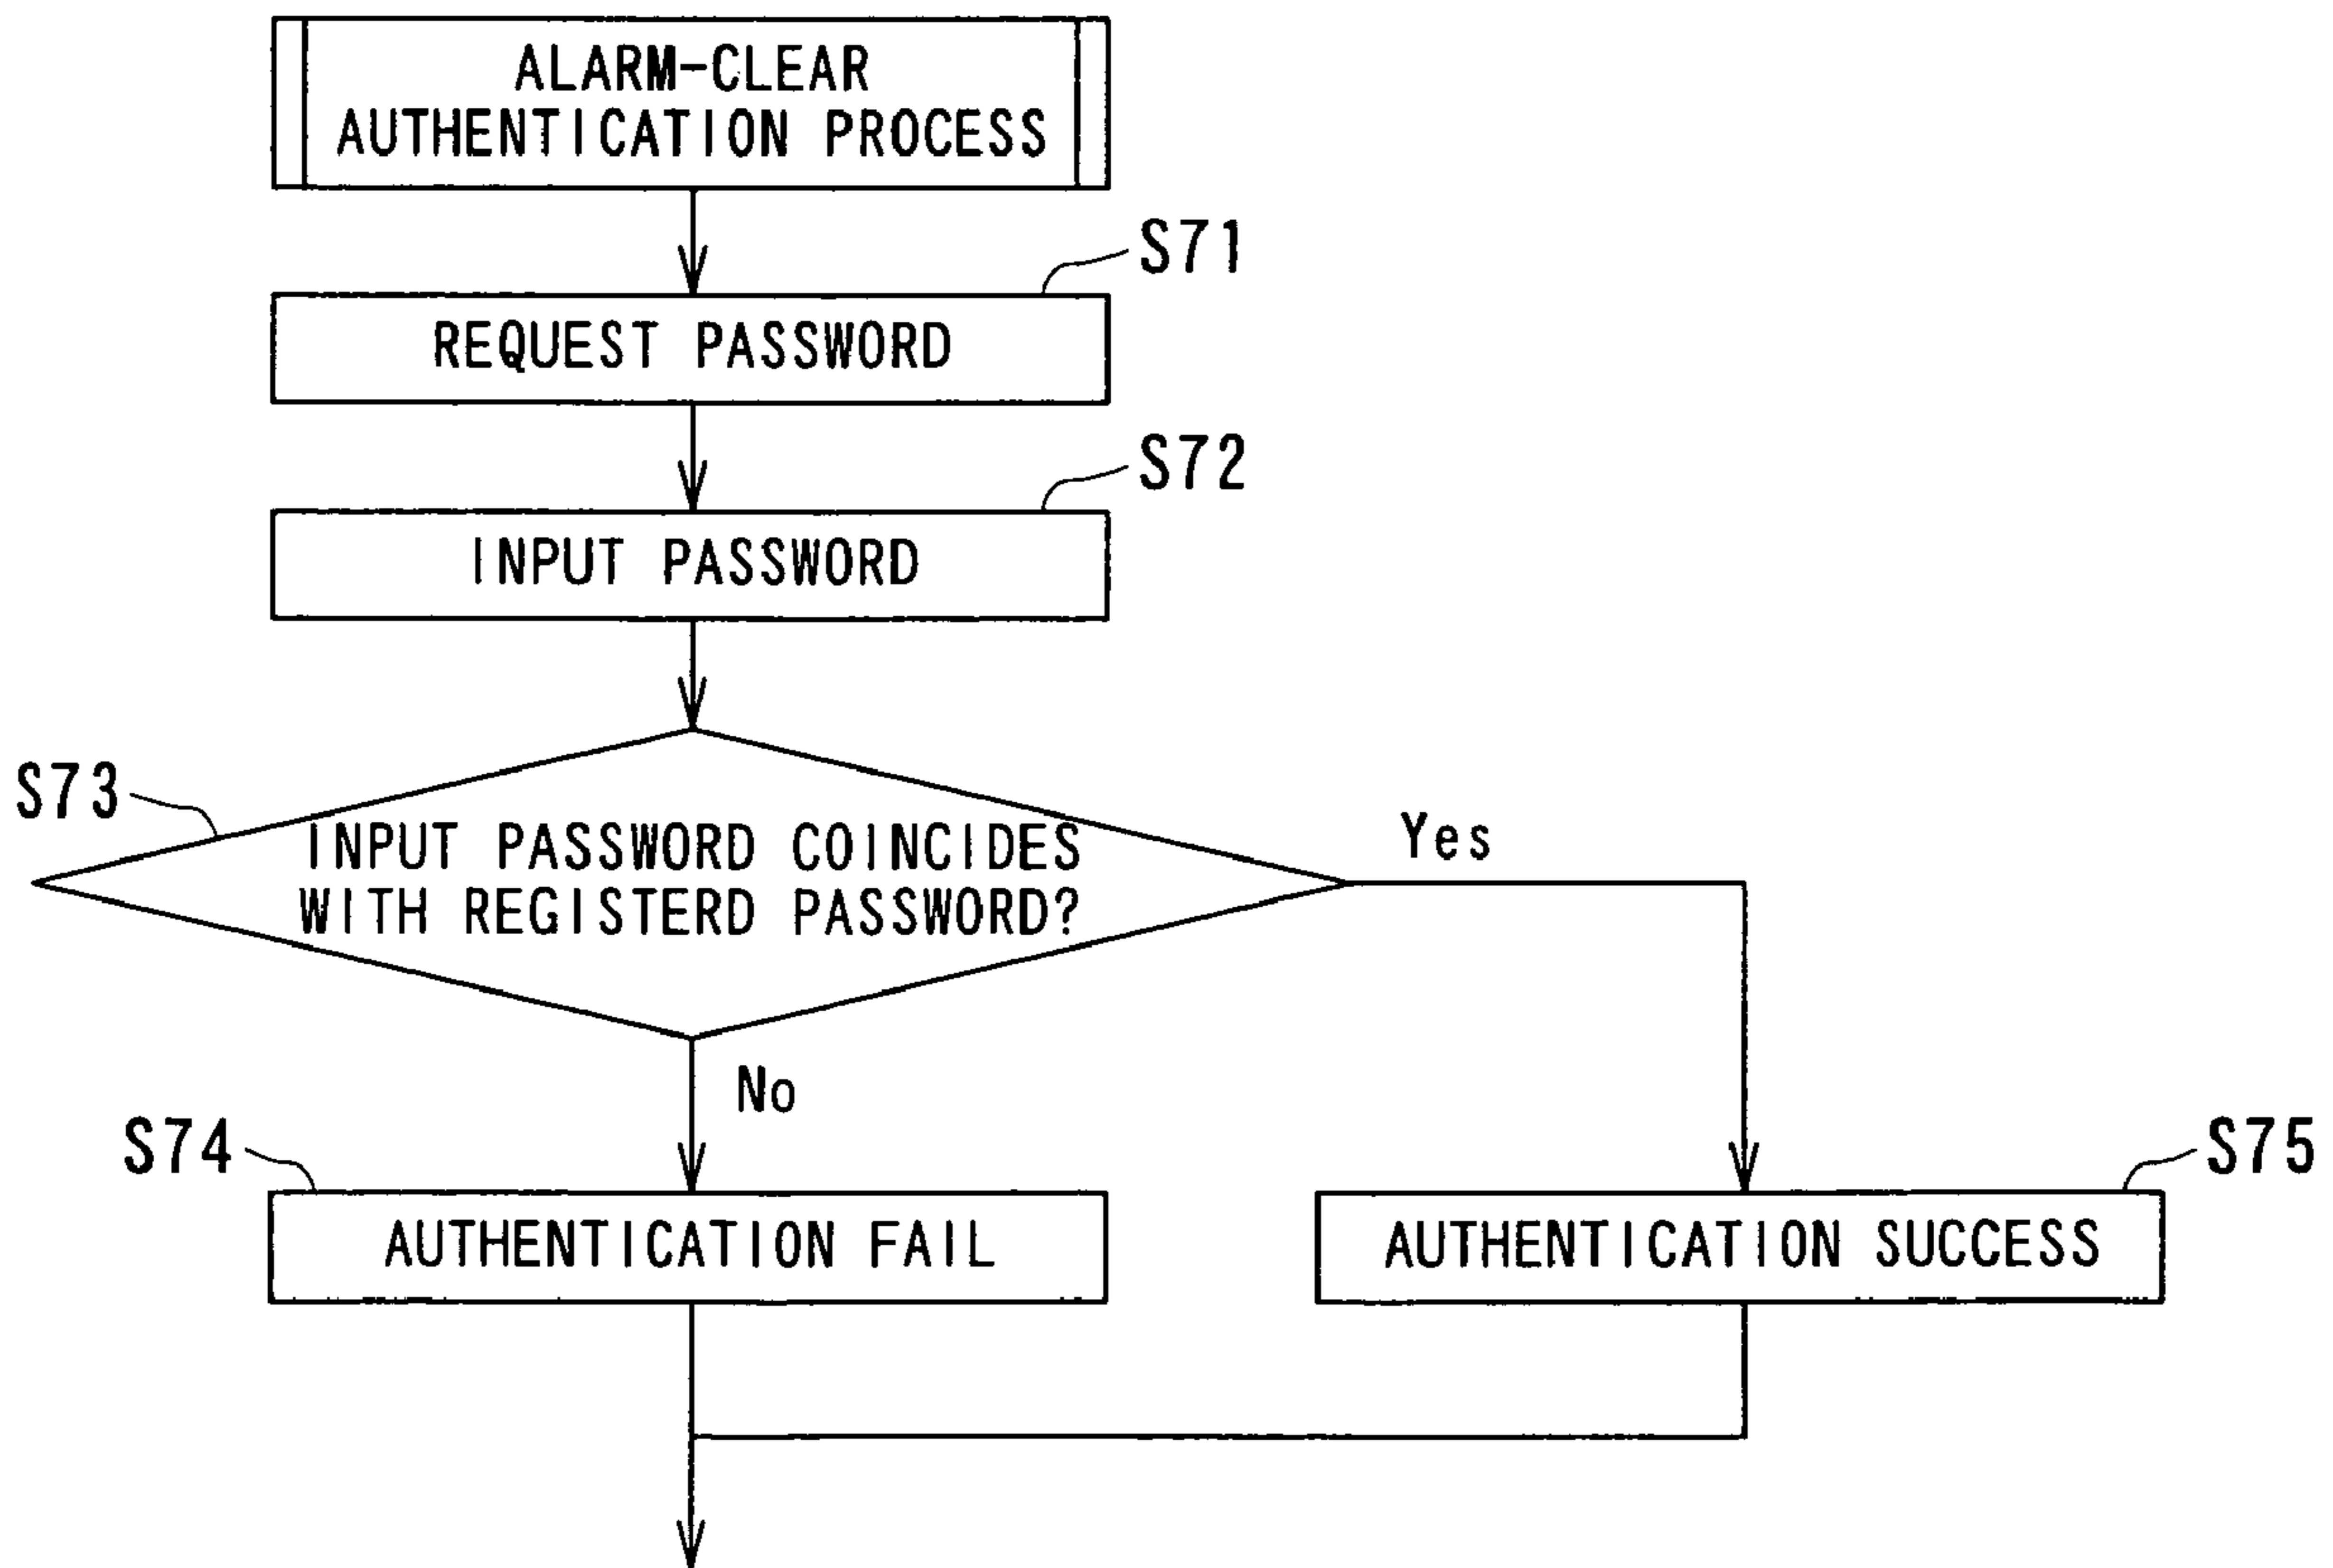 ALARM-CLEAR
AUTHENTICATION PROCESS
S71
REQUEST PASSWORD
S72
INPUT PASSWORD
S73
INPUT PASSWORD COINCIDES
WITH REGISTERD PASSWORD?
Yes
No
S74
AUTHENTICATION FAIL
S75
AUTHENTICATION SUCCESS